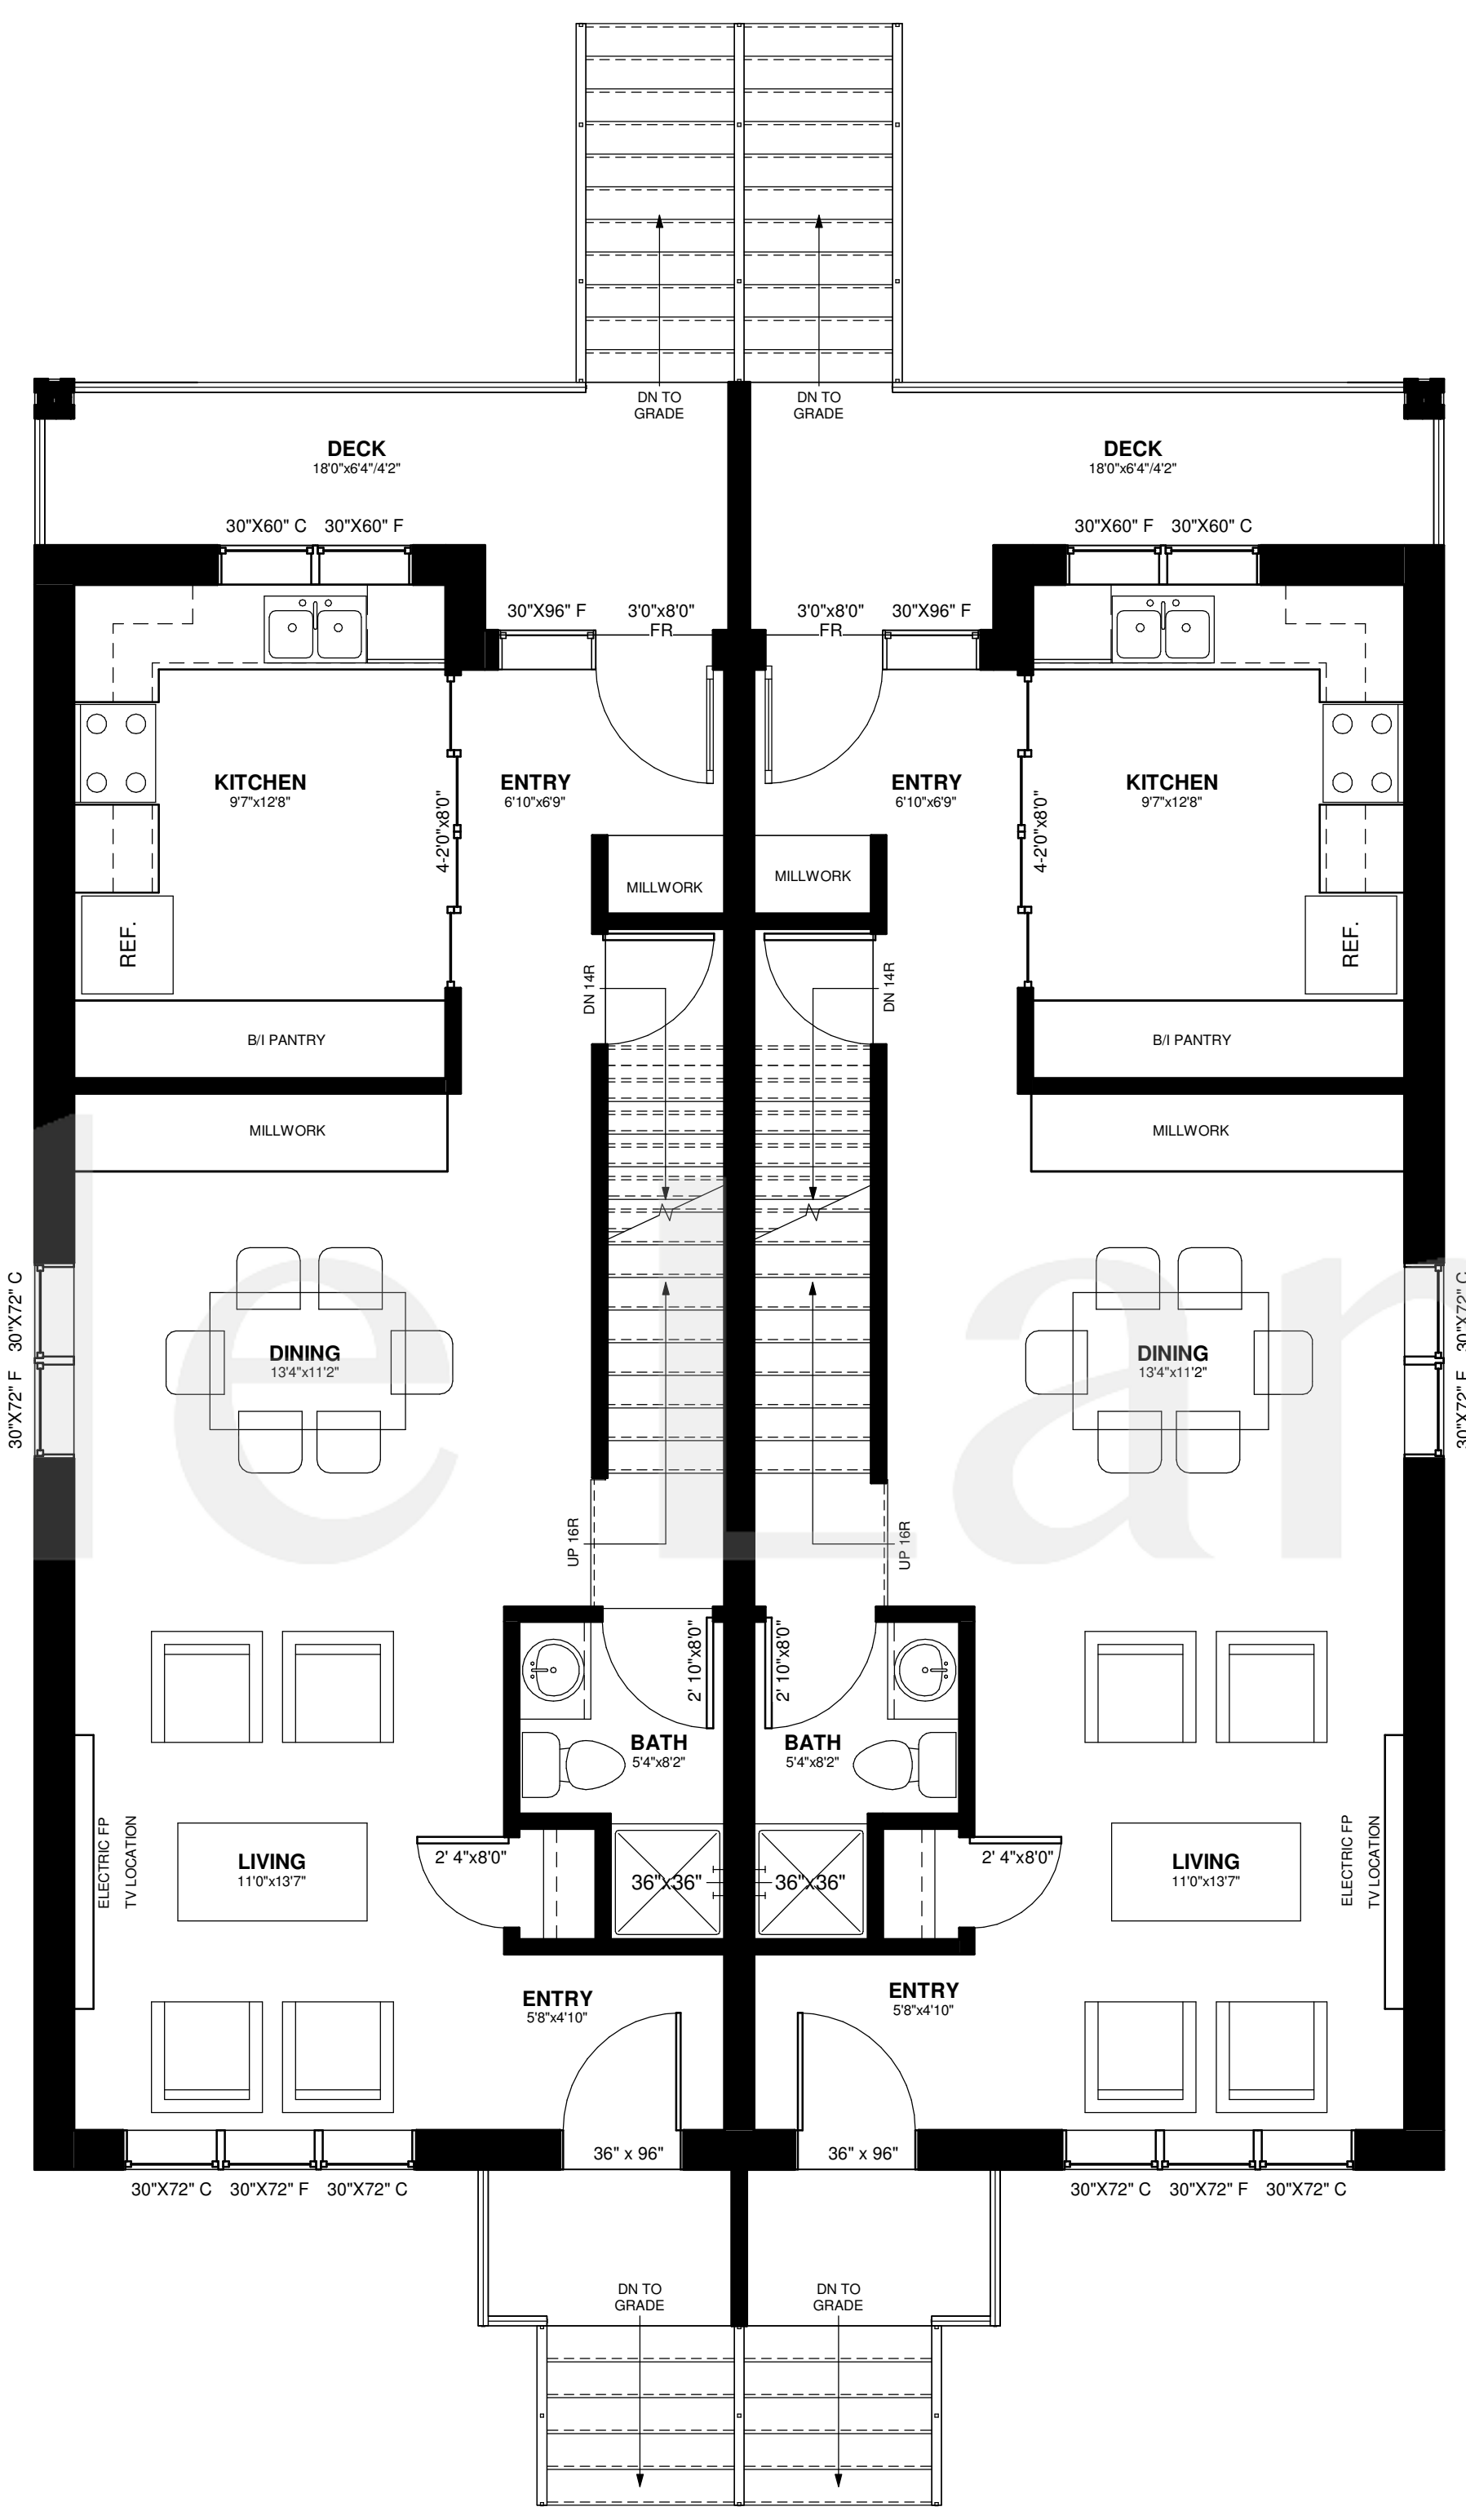 DN TO
GRADE
DN TO
GRADE
DECK
18'0"x6'4"/4'2"
DECK
18'0"x6'4"/4'2"
30"X60" C
30"X60" F
30"X60" F
30"X60" C
30"X96" F
3'0"x8'0"
FR
3'0"x8'0"
FR
30"X96" F
KITCHEN
9'7"x12'8"
ENTRY
6'10"x6'9"
ENTRY
6'10"x6'9"
KITCHEN
9'7"x12'8"
4-2'0"x8'0"
4-2'0"x8'0"
MILLWORK
MILLWORK
REF.
REF.
DN 14R
DN 14R
B/I PANTRY
B/I PANTRY
MILLWORK
MILLWORK
le Lar
30"X72" C
30"X72" F
30"X72" C
30"X72" F
DINING
13'4"x11'2"
DINING
13'4"x11'2"
UP 16R
UP 16R
2' 10"x8'0"
2' 10"x8'0"
BATH
5'4"x8'2"
BATH
5'4"x8'2"
ELECTRIC FP
TV LOCATION
LIVING
11'0"x13'7"
2' 4"x8'0"
36"x36"
36"x36"
2' 4"x8'0"
LIVING
11'0"x13'7"
ELECTRIC FP
TV LOCATION
ENTRY
5'8"x4'10"
ENTRY
5'8"x4'10"
36" x 96"
36" x 96"
30"X72" C
30"X72" F
30"X72" C
30"X72" C
30"X72" F
30"X72" C
DN TO
GRADE
DN TO
GRADE